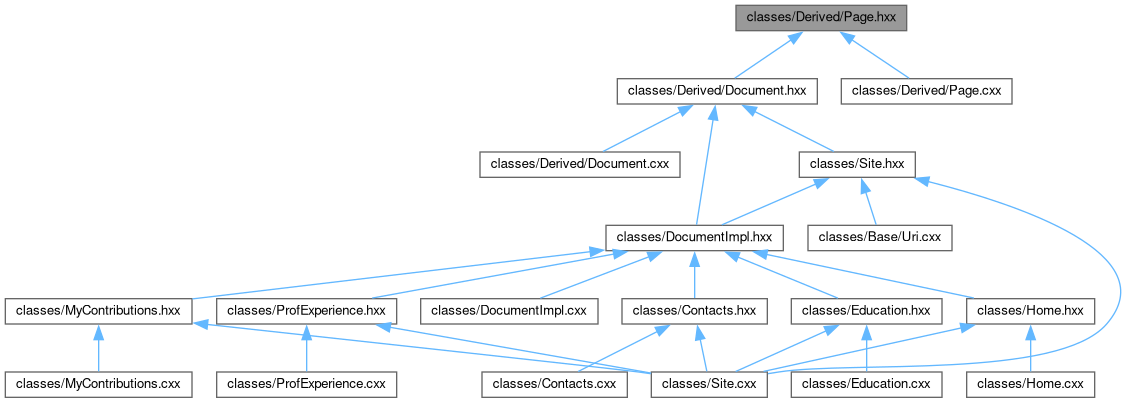 classes/Derived/Page.hxx
classes/Derived/Document.hxx
classes/Derived/Page.cxx
classes/Derived/Document.cxx
classes/Site.hxx
classes/DocumentImpl.hxx
classes/Base/Uri.cxx
classes/MyContributions.hxx
classes/ProfExperience.hxx
classes/DocumentImpl.cxx
classes/Contacts.hxx
classes/Education.hxx
classes/Home.hxx
classes/MyContributions.cxx
classes/ProfExperience.cxx
classes/Contacts.cxx
classes/Site.cxx
classes/Education.cxx
classes/Home.cxx